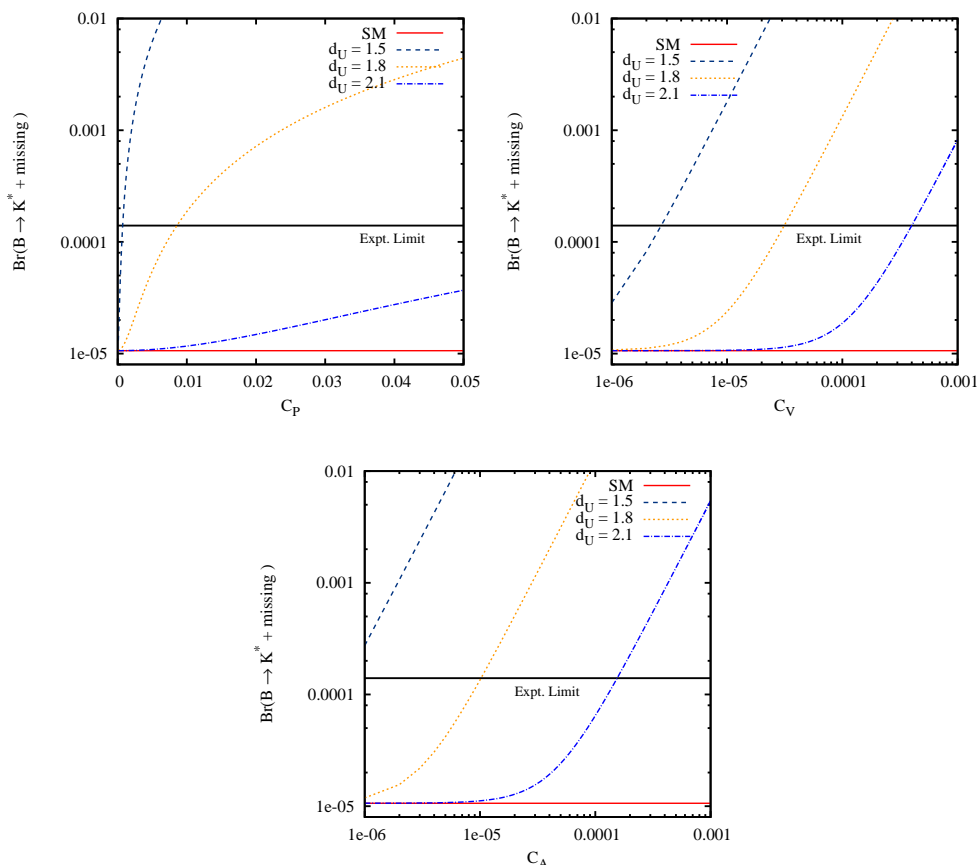 Br(B → K* + missing )
0.01
0.001
0.0001
1e-05
SM
d_U = 1.5
d_U = 1.8
d_U = 2.1
Expt. Limit
0 0.01 0.02 0.03 0.04 0.05
C_P
Br(B → K* + missing )
0.01
0.001
0.0001
1e-05
SM
d_U = 1.5
d_U = 1.8
d_U = 2.1
Expt. Limit
1e-06 1e-05 0.0001 0.001
C_V
Br(B → K* + missing )
0.01
0.001
0.0001
1e-05
SM
d_U = 1.5
d_U = 1.8
d_U = 2.1
Expt. Limit
1e-06 1e-05 0.0001 0.001
C_A